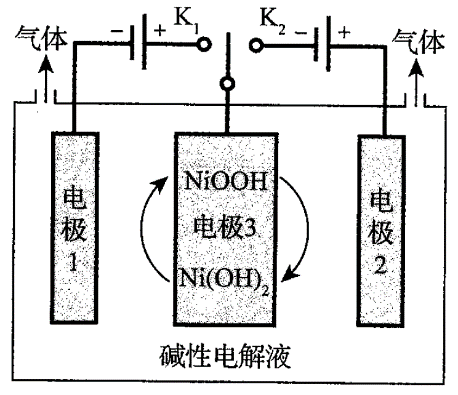 气体 − + K₁ K₂ − + 气体
电极1
NiOOH
电极3
Ni(OH)₂
电极2
碱性电解液